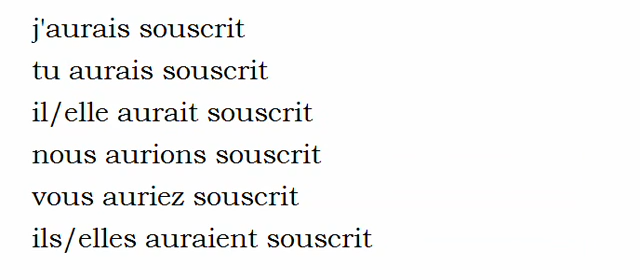 j'aurais souscrit
tu aurais souscrit
il/elle aurait souscrit
nous aurions souscrit
vous auriez souscrit
ils/elles auraient souscrit